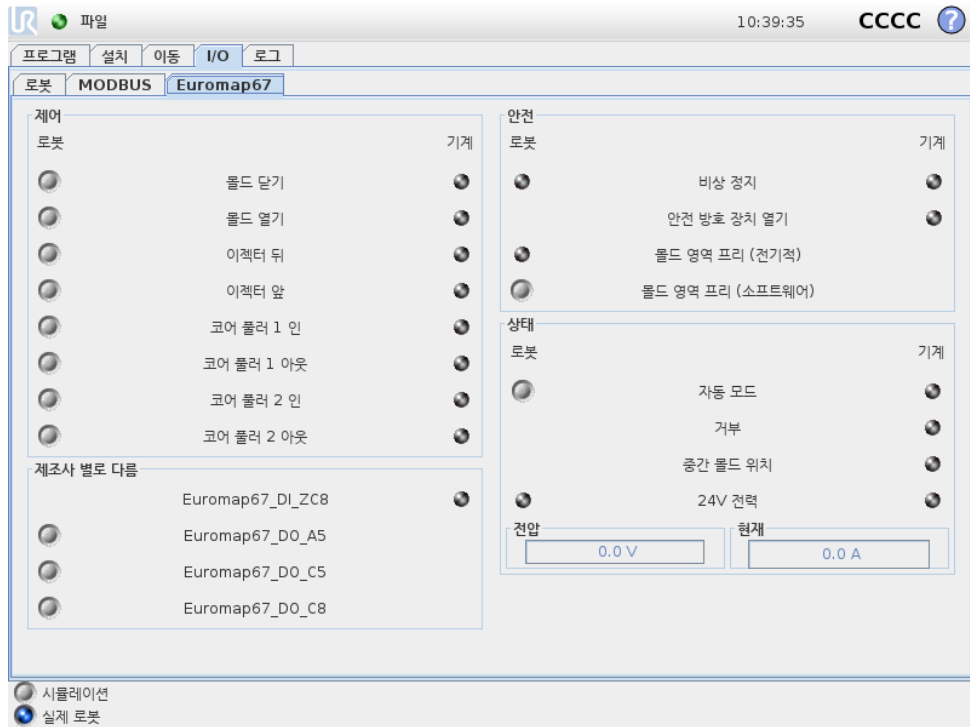 UR 파일 10:39:35 CCCC ?
프로그램 설치 이동 I/O 로그
로봇 MODBUS Euromap67
제어
로봇 기계
몰드 닫기
몰드 열기
이젝터 뒤
이젝터 앞
코어 풀러 1 인
코어 풀러 1 아웃
코어 풀러 2 인
코어 풀러 2 아웃
제조사 별로 다름
Euromap67_DI_ZC8
Euromap67_DO_A5
Euromap67_DO_C5
Euromap67_DO_C8
안전
로봇 기계
비상 정지
안전 방호 장치 열기
몰드 영역 프리 (전기적)
몰드 영역 프리 (소프트웨어)
상태
로봇 기계
자동 모드
거부
중간 몰드 위치
24V 전력
전압 현재
0.0 V 0.0 A
시뮬레이션
실제 로봇